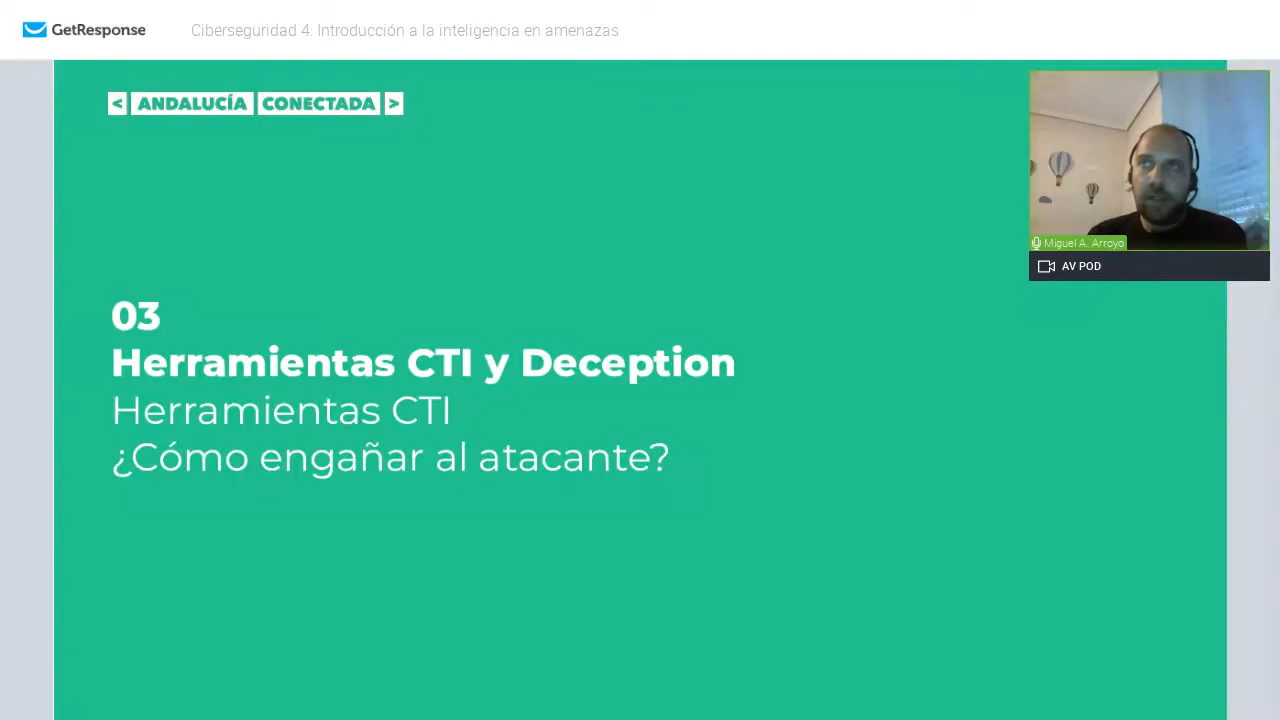 GetResponse
Ciberseguridad 4. Introducción a la inteligencia en amenazas
< ANDALUCÍA CONECTADA >
Miguel A. Arroyo
AV POD
03
Herramientas CTI y Deception
Herramientas CTI
¿Cómo engañar al atacante?